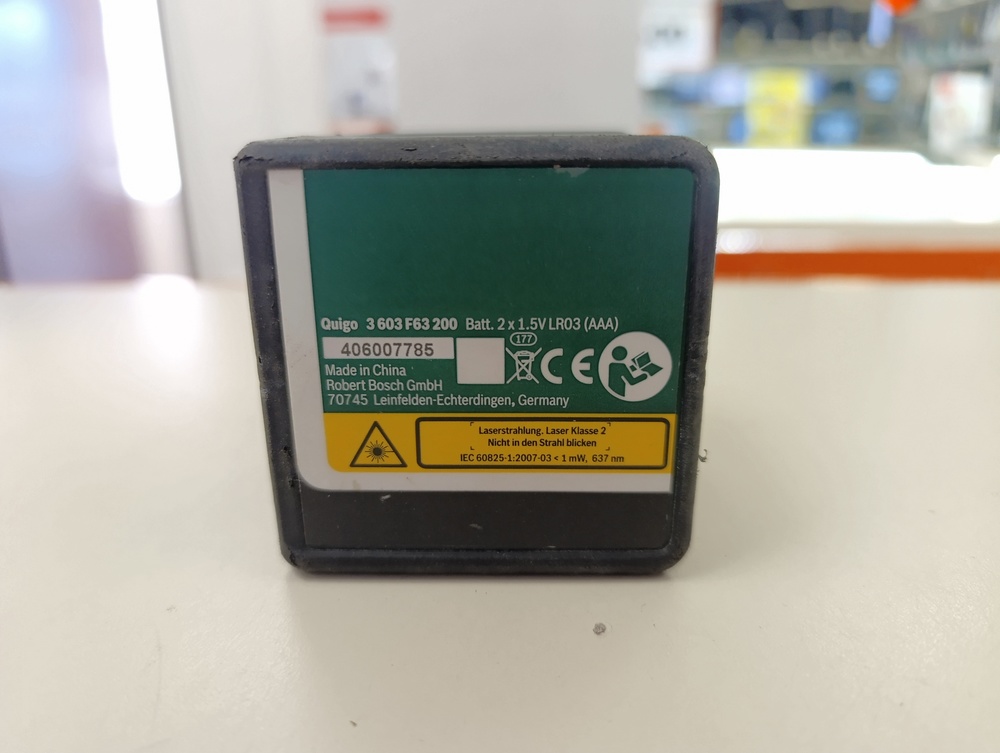 Quigo 3 603 F63 200 Batt. 2 x 1.5V LR03 (AAA)
177
406007785
Made in China
Robert Bosch GmbH
70745 Leinfelden-Echterdingen, Germany
CE
Laserstrahlung. Laser Klasse 2
Nicht in den Strahl blicken
IEC 60825-1:2007-03 < 1 mW, 637 nm